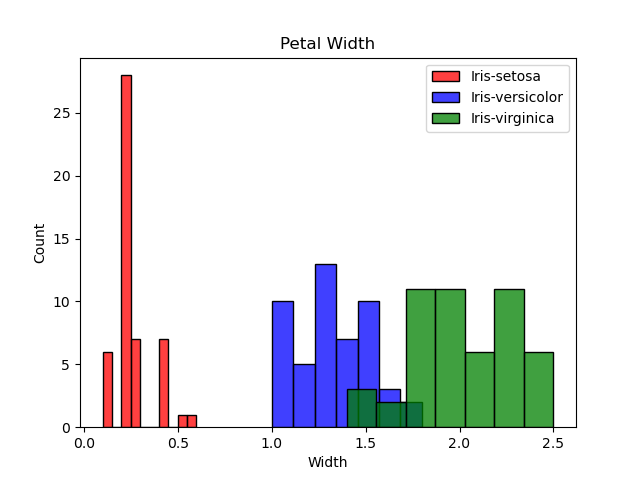 Petal Width
Iris-setosa
Iris-versicolor
Iris-virginica
Count
25
20
15
10
5
0
0.0 0.5 1.0 1.5 2.0 2.5
Width